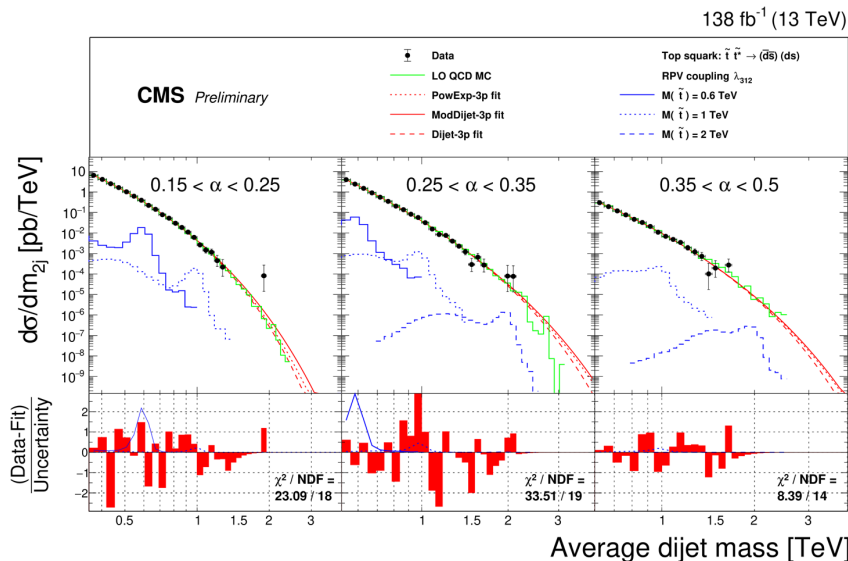 138 fb⁻¹ (13 TeV)
CMS Preliminary
Data
LO QCD MC
PowExp-3p fit
ModDijet-3p fit
Dijet-3p fit
Top squark: t̃ t̃* → (d̄s̄) (ds)
RPV coupling λ₃₁₂
M( t̃ ) = 0.6 TeV
M( t̃ ) = 1 TeV
M( t̃ ) = 2 TeV
dσ/dm₂ⱼ [pb/TeV]
10
1
10⁻¹
10⁻²
10⁻³
10⁻⁴
10⁻⁵
10⁻⁶
10⁻⁷
10⁻⁸
10⁻⁹
0.15 < α < 0.25
0.25 < α < 0.35
0.35 < α < 0.5
(Data-Fit)
Uncertainty
2
1
0
−1
−2
χ² / NDF =
23.09 / 18
χ² / NDF =
33.51 / 19
χ² / NDF =
8.39 / 14
0.5 1 1.5 2 3
1 2 3
1 1.5 2 3
Average dijet mass [TeV]